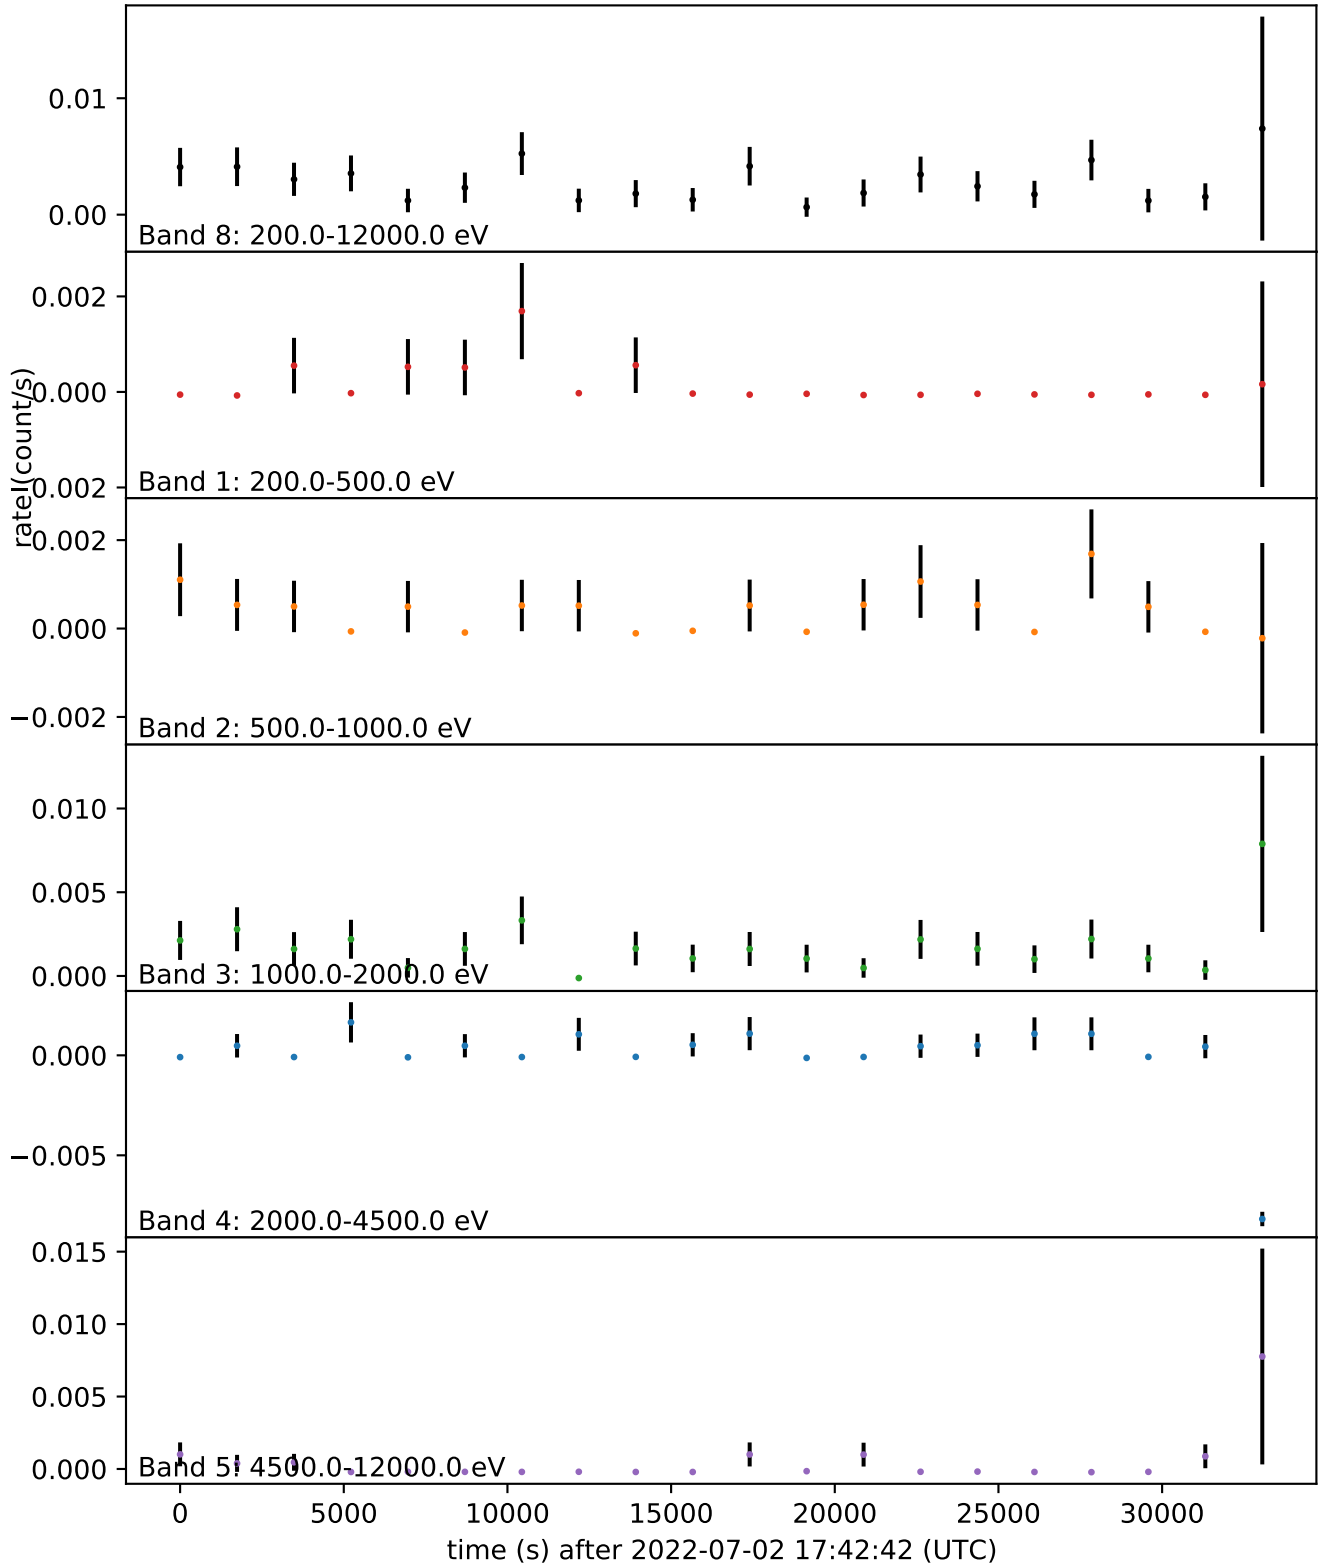 0.01
0.00
Band 8: 200.0-12000.0 eV
0.002
0.000
0.002
Band 1: 200.0-500.0 eV
rateI(count/s)
0.002
0.000
−0.002
Band 2: 500.0-1000.0 eV
0.010
0.005
0.000
Band 3: 1000.0-2000.0 eV
0.000
−0.005
Band 4: 2000.0-4500.0 eV
0.015
0.010
0.005
0.000
Band 5: 4500.0-12000.0 eV
0 5000 10000 15000 20000 25000 30000
time (s) after 2022-07-02 17:42:42 (UTC)